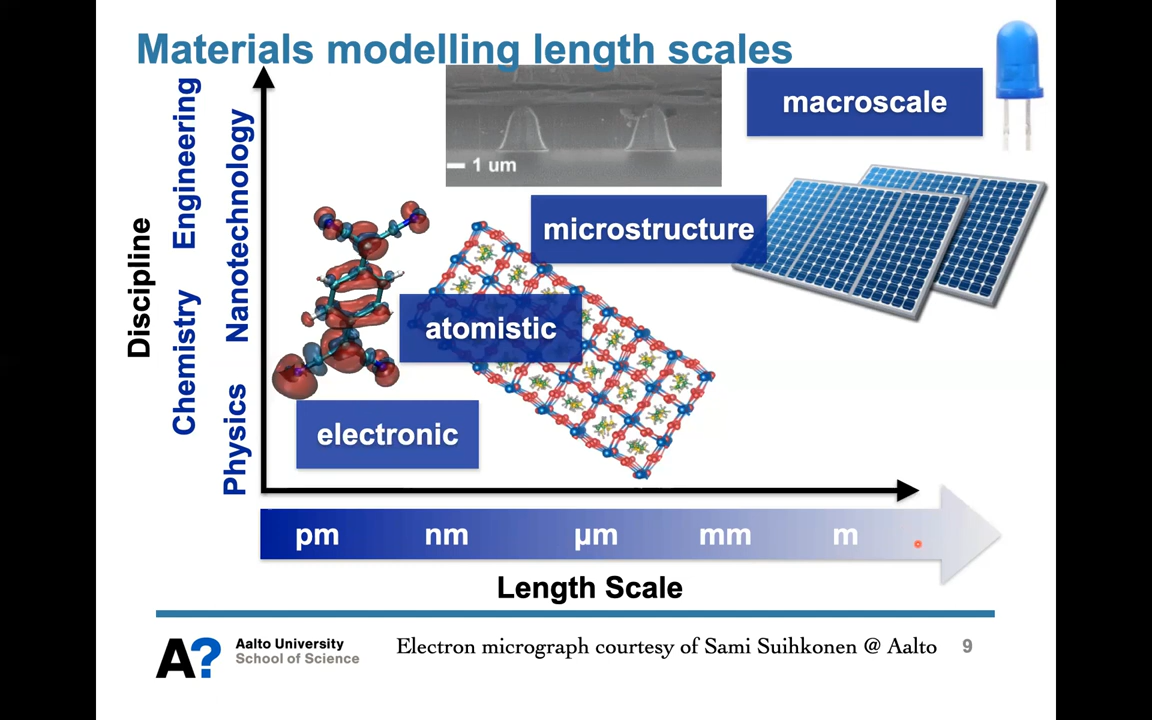 Materials modelling length scales
macroscale
1 um
microstructure
atomistic
electronic
Discipline
Physics
Chemistry
Nanotechnology
Engineering
pm nm µm mm m
Length Scale
A?
Aalto University
School of Science
Electron micrograph courtesy of Sami Suihkonen @ Aalto
9